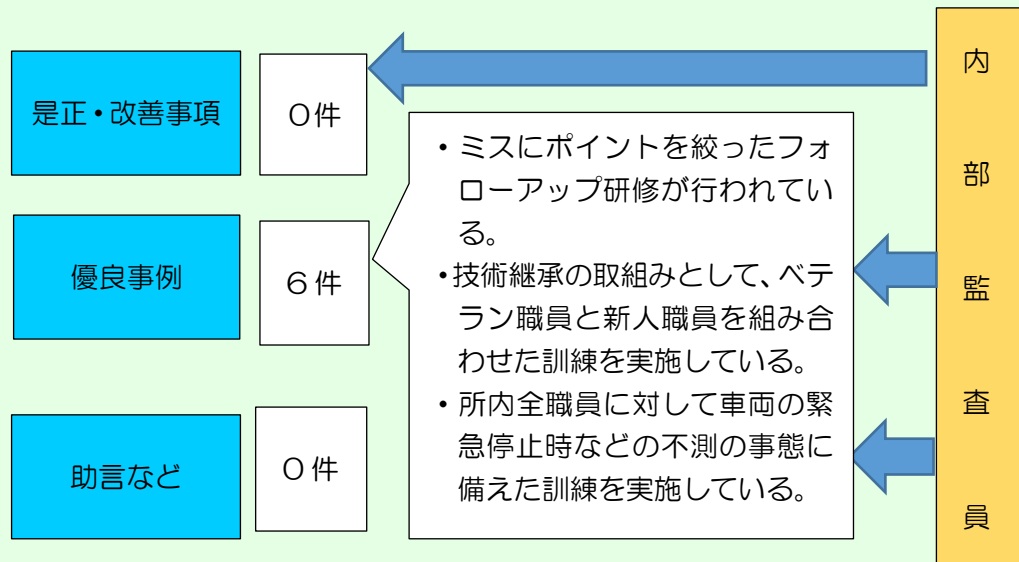 是正・改善事項
０件
優良事例
６件
助言など
０件
・ミスにポイントを絞ったフォ
ローアップ研修が行われてい
る。
・技術継承の取組みとして、ベテ
ラン職員と新人職員を組み合
わせた訓練を実施している。
・所内全職員に対して車両の緊
急停止時などの不測の事態に
備えた訓練を実施している。
内
部
監
査
員